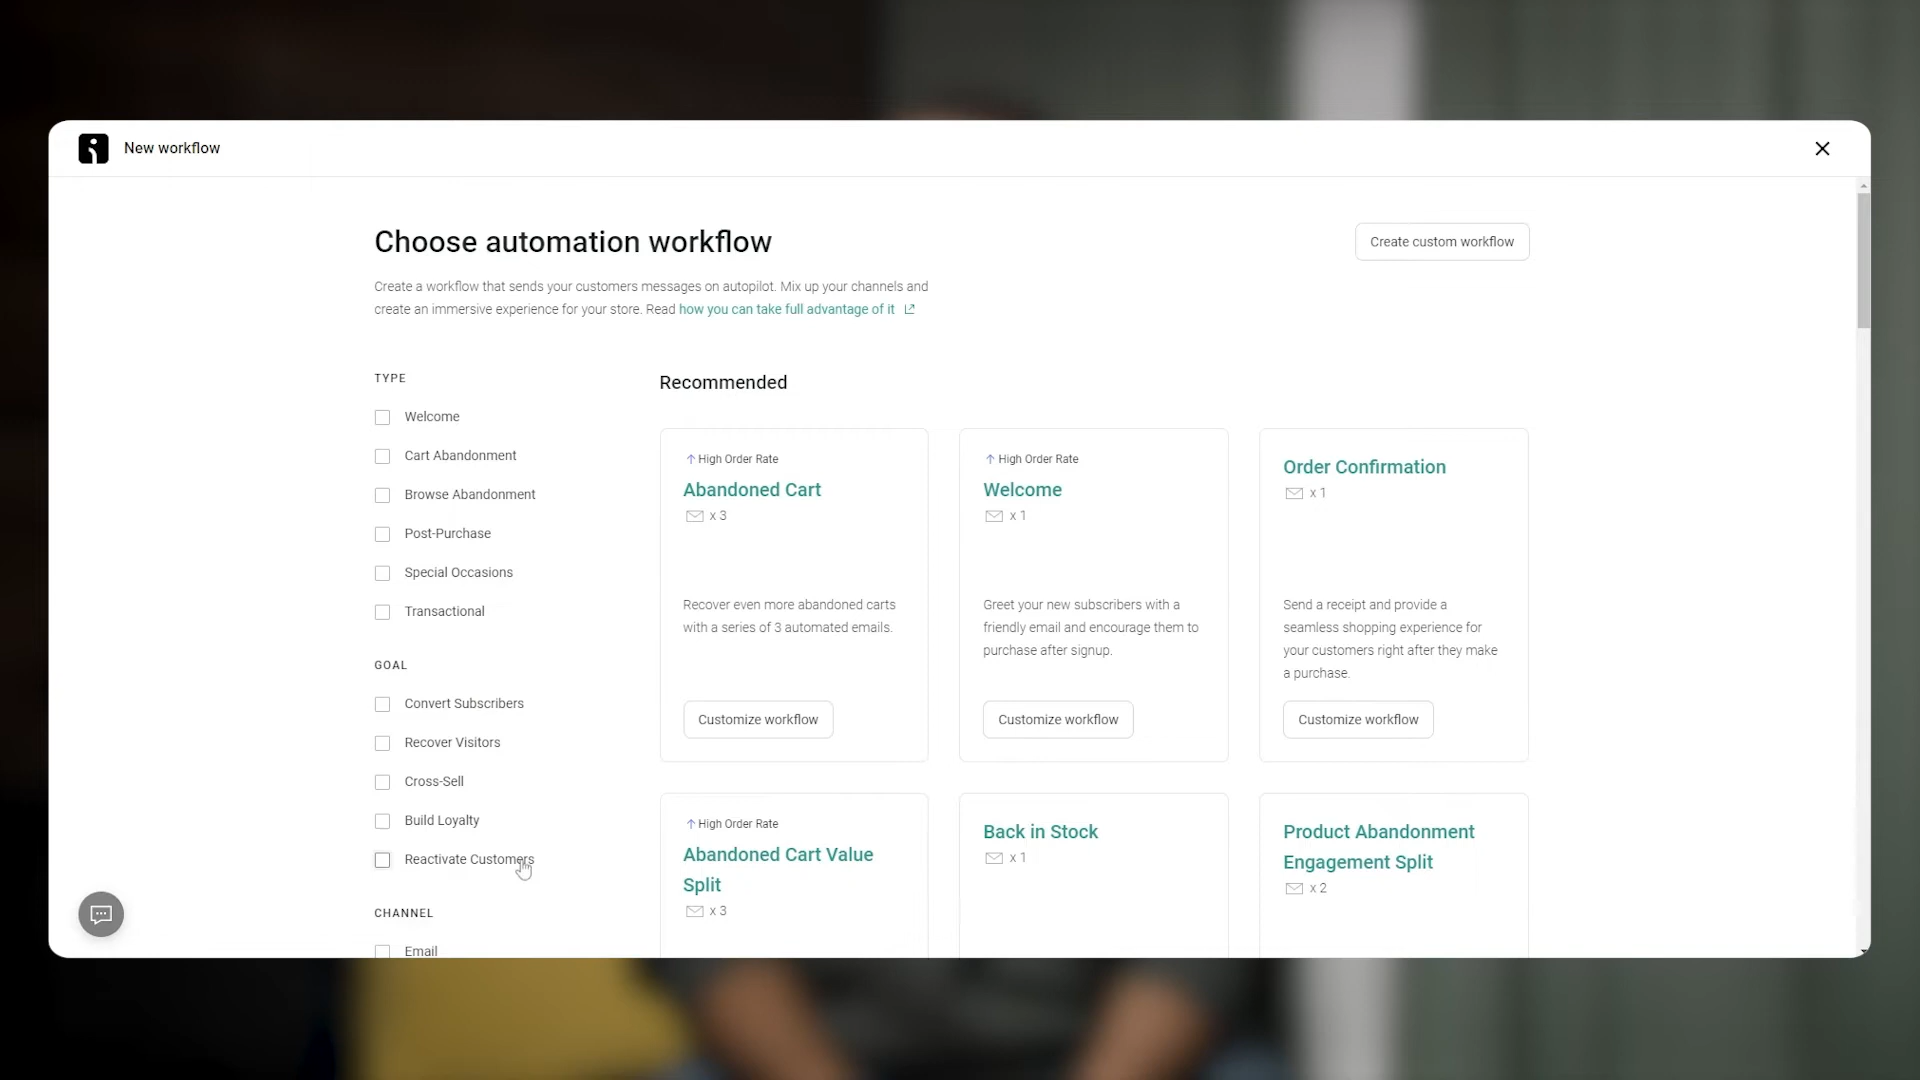 New workflow
Choose automation workflow
Create custom workflow
Create a workflow that sends your customers messages on autopilot. Mix up your channels and
create an immersive experience for your store. Read how you can take full advantage of it
TYPE
Welcome
Cart Abandonment
Browse Abandonment
Post-Purchase
Special Occasions
Transactional
GOAL
Convert Subscribers
Recover Visitors
Cross-Sell
Build Loyalty
Reactivate Customers
CHANNEL
Email
Recommended
High Order Rate
Abandoned Cart
x 3
Recover even more abandoned carts
with a series of 3 automated emails.
Customize workflow
High Order Rate
Welcome
x 1
Greet your new subscribers with a
friendly email and encourage them to
purchase after signup.
Customize workflow
Order Confirmation
x 1
Send a receipt and provide a
seamless shopping experience for
your customers right after they make
a purchase.
Customize workflow
High Order Rate
Abandoned Cart Value
Split
x 3
Back in Stock
x 1
Product Abandonment
Engagement Split
x 2